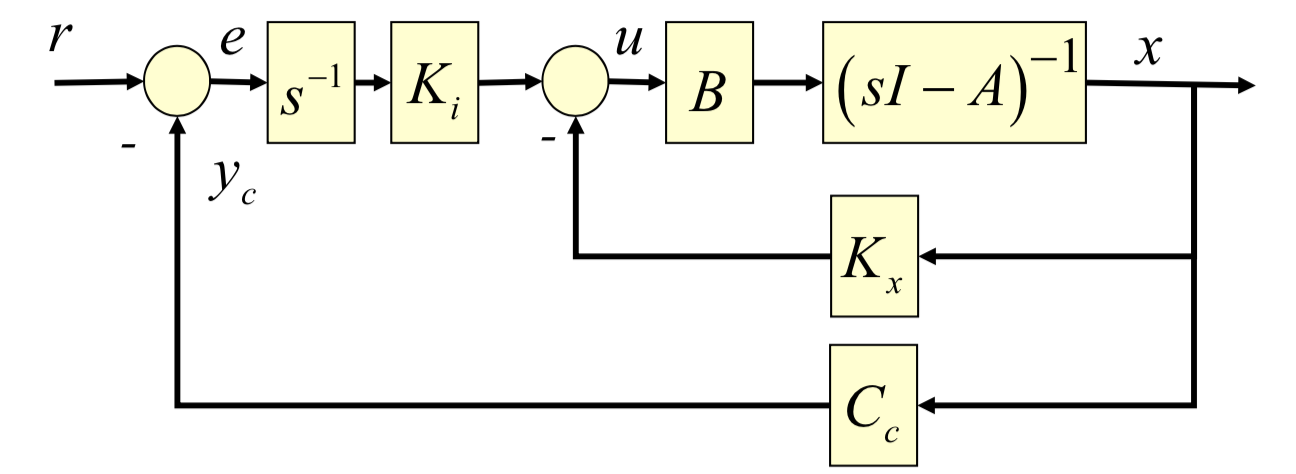 r e s⁻¹ K_i u B (sI − A)⁻¹ x
- y_c -
K_x
C_c